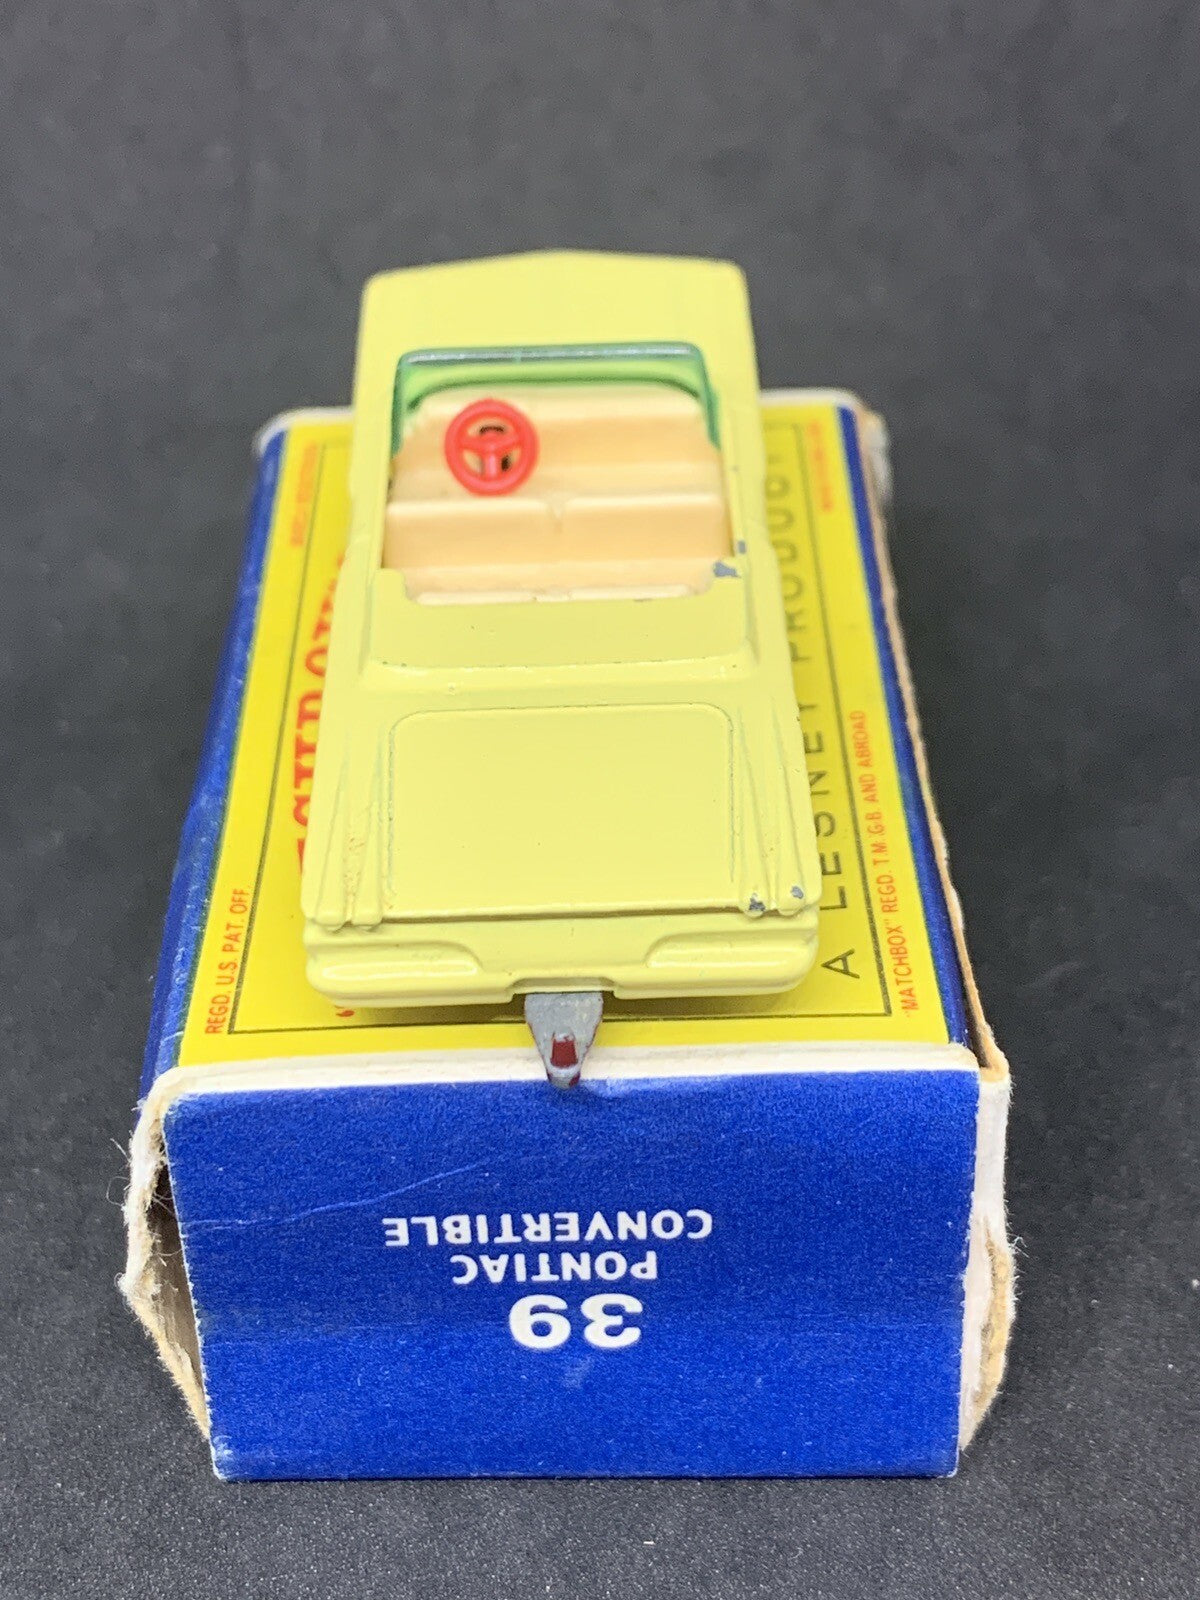 39
PONTIAC
CONVERTIBLE
A LESNEY PRODUCT
"MATCHBOX" REGD. T.M. G.B. AND ABROAD
REGD. U.S. PAT. OFF.